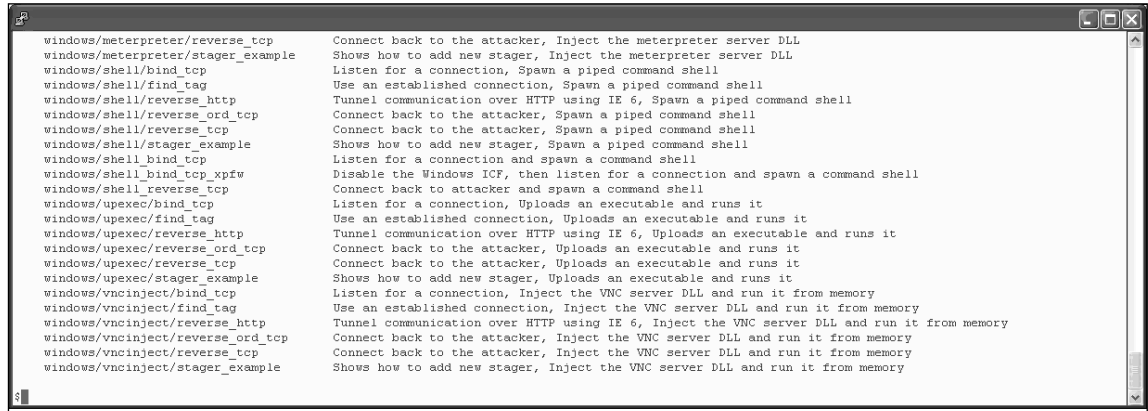 windows/meterpreter/reverse_tcp Connect back to the attacker, Inject the meterpreter server DLL
windows/meterpreter/stager_example Shows how to add new stager, Inject the meterpreter server DLL
windows/shell/bind_tcp Listen for a connection, Spawn a piped command shell
windows/shell/find_tag Use an established connection, Spawn a piped command shell
windows/shell/reverse_http Tunnel communication over HTTP using IE 6, Spawn a piped command shell
windows/shell/reverse_ord_tcp Connect back to the attacker, Spawn a piped command shell
windows/shell/reverse_tcp Connect back to the attacker, Spawn a piped command shell
windows/shell/stager_example Shows how to add new stager, Spawn a piped command shell
windows/shell_bind_tcp Listen for a connection and spawn a command shell
windows/shell_bind_tcp_xpfw Disable the Windows ICF, then listen for a connection and spawn a command shell
windows/shell_reverse_tcp Connect back to attacker and spawn a command shell
windows/upexec/bind_tcp Listen for a connection, Uploads an executable and runs it
windows/upexec/find_tag Use an established connection, Uploads an executable and runs it
windows/upexec/reverse_http Tunnel communication over HTTP using IE 6, Uploads an executable and runs it
windows/upexec/reverse_ord_tcp Connect back to the attacker, Uploads an executable and runs it
windows/upexec/reverse_tcp Connect back to the attacker, Uploads an executable and runs it
windows/upexec/stager_example Shows how to add new stager, Uploads an executable and runs it
windows/vncinject/bind_tcp Listen for a connection, Inject the VNC server DLL and run it from memory
windows/vncinject/find_tag Use an established connection, Inject the VNC server DLL and run it from memory
windows/vncinject/reverse_http Tunnel communication over HTTP using IE 6, Inject the VNC server DLL and run it from memory
windows/vncinject/reverse_ord_tcp Connect back to the attacker, Inject the VNC server DLL and run it from memory
windows/vncinject/reverse_tcp Connect back to the attacker, Inject the VNC server DLL and run it from memory
windows/vncinject/stager_example Shows how to add new stager, Inject the VNC server DLL and run it from memory
$